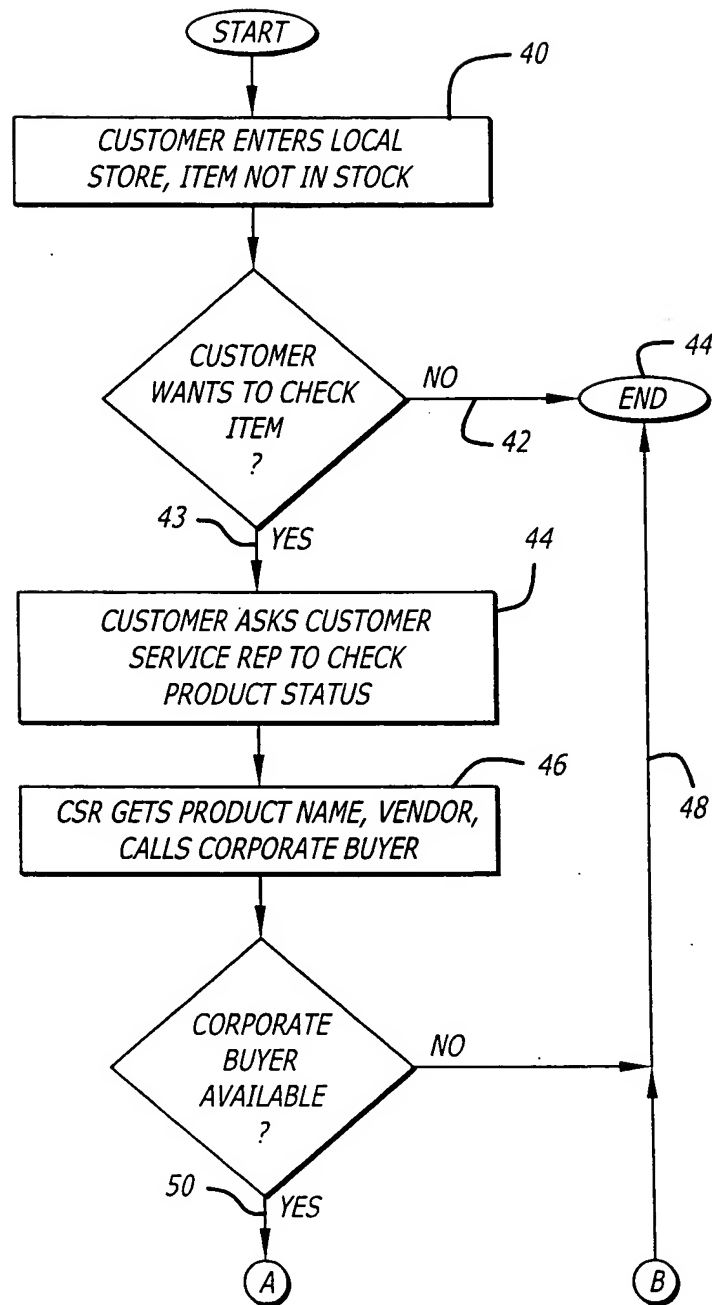 START
40
CUSTOMER ENTERS LOCAL
STORE, ITEM NOT IN STOCK
CUSTOMER
WANTS TO CHECK
ITEM
?
NO
42
44
END
43
YES
44
CUSTOMER ASKS CUSTOMER
SERVICE REP TO CHECK
PRODUCT STATUS
46
CSR GETS PRODUCT NAME, VENDOR,
CALLS CORPORATE BUYER
48
CORPORATE
BUYER
AVAILABLE
?
NO
50
YES
A
B